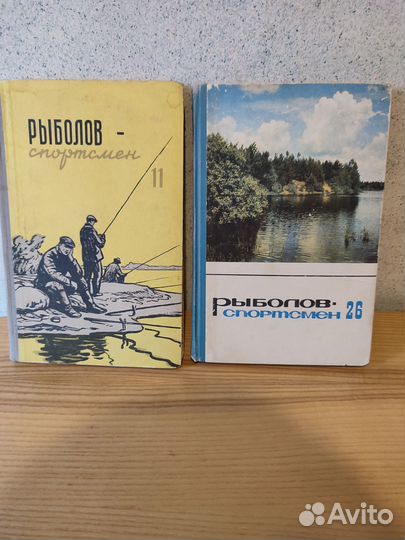 РЫБОЛОВ -
спортсмен
11
РЫБОЛОВ-
СПОРТСМЕН 26
Avito